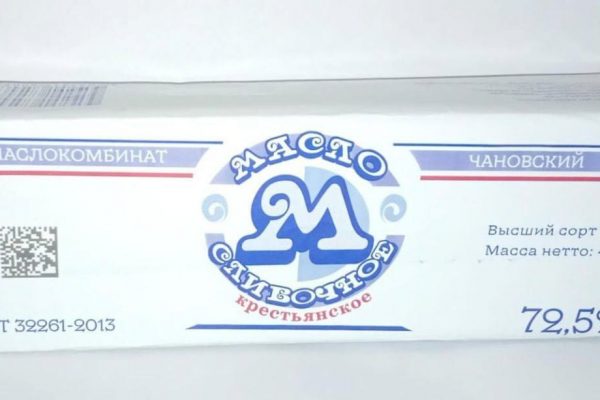 МАСЛО
МАСЛОКОМБИНАТ
ЧАНОВСКИЙ
М
СЛИВОЧНОЕ
крестьянское
Высший сорт
Масса нетто:
Т 32261-2013
72,5%